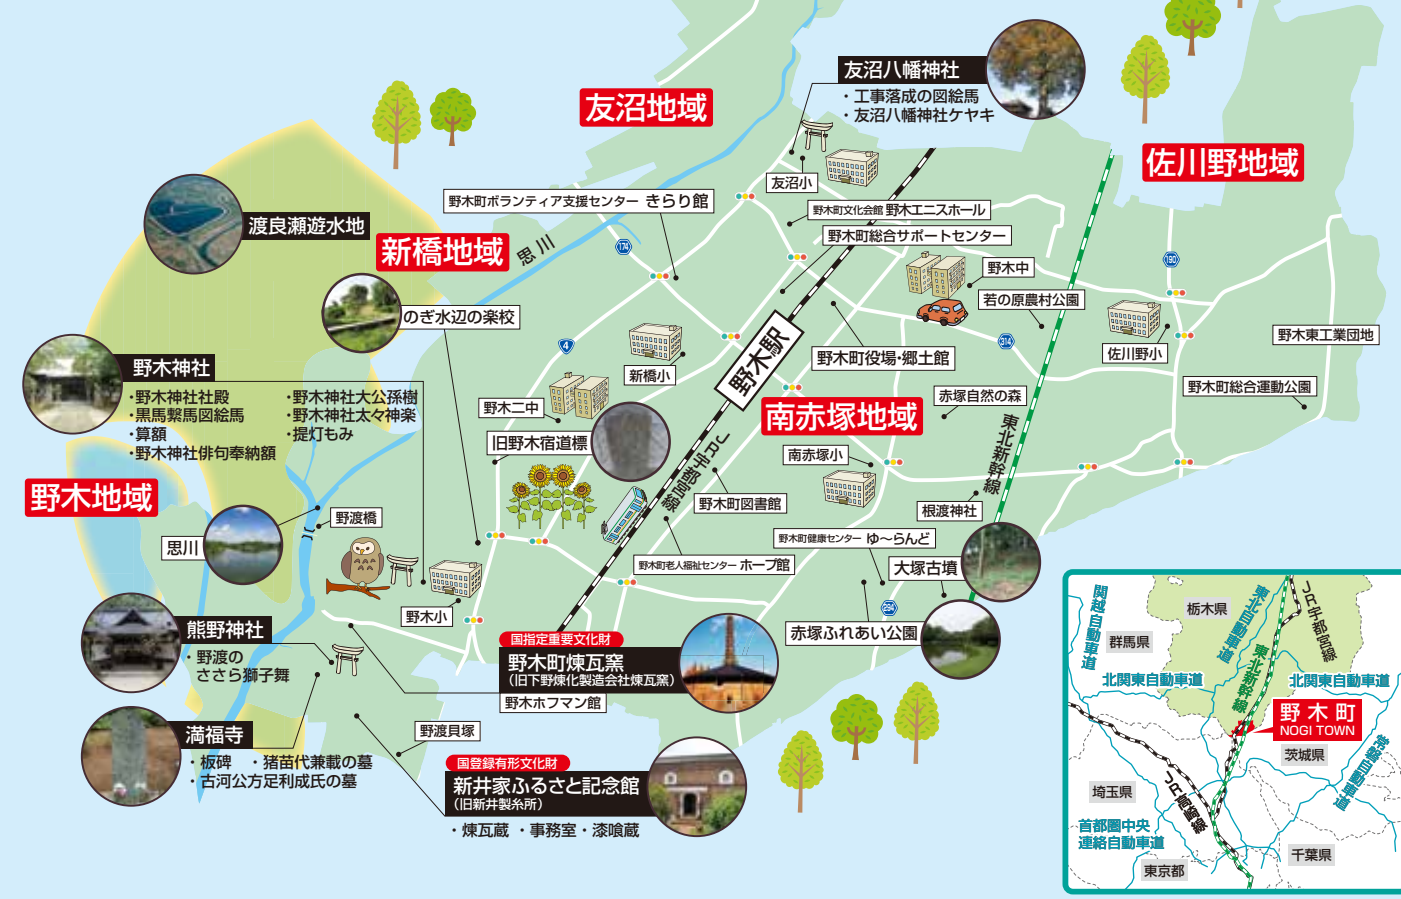 友沼八幡神社
・工事落成の図絵馬
・友沼八幡神社ケヤキ
友沼地域
佐川野地域
友沼小
野木町ボランティア支援センター きらり館
野木町文化会館 野木エニスホール
野木町総合サポートセンター
渡良瀬遊水地
新橋地域
思川
174
190
野木中
若の原農村公園
のぎ水辺の楽校
4
314
野木東工業団地
佐川野小
野木神社
・野木神社社殿
・黒馬繋馬図絵馬
・算額
・野木神社俳句奉納額
・野木神社大公孫樹
・野木神社太々神楽
・提灯もみ
新橋小
野木駅
野木町役場・郷土館
野木町総合運動公園
赤塚自然の森
野木二中
旧野木宿道標
南赤塚地域
東北新幹線
JR宇都宮線
南赤塚小
野木地域
野木町図書館
根渡神社
野渡橋
思川
野木町健康センター ゆ〜らんど
野木町老人福祉センター ホープ館
大塚古墳
野木小
294
赤塚ふれあい公園
熊野神社
・野渡の
ささら獅子舞
国指定重要文化財
野木町煉瓦窯
(旧下野煉化製造会社煉瓦窯)
野木ホフマン館
満福寺
・板碑 ・猪苗代兼載の墓
・古河公方足利成氏の墓
野渡貝塚
国登録有形文化財
新井家ふるさと記念館
(旧新井製糸所)
・煉瓦蔵 ・事務室・漆喰蔵
関越自動車道
栃木県
東北自動車道
JR宇都宮線
群馬県
北関東自動車道
東北新幹線
北関東自動車道
野木町
NOGI TOWN
茨城県
常磐自動車道
埼玉県
JR高崎線
首都圏中央
連絡自動車道
千葉県
東京都